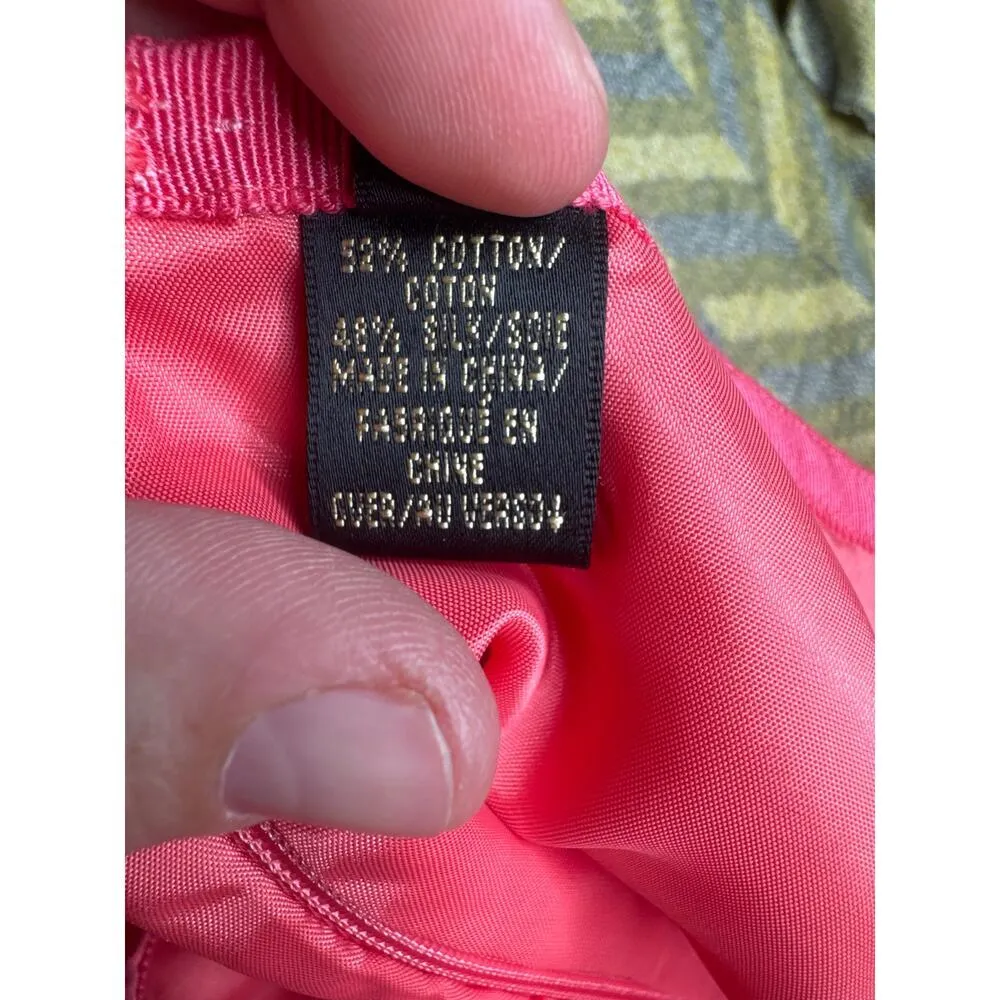 52% COTTON/
COTON
48% SILK/SOIE
MADE IN CHINA/
FABRIQUÉ EN
CHINE
OVER/AU VERSO↓